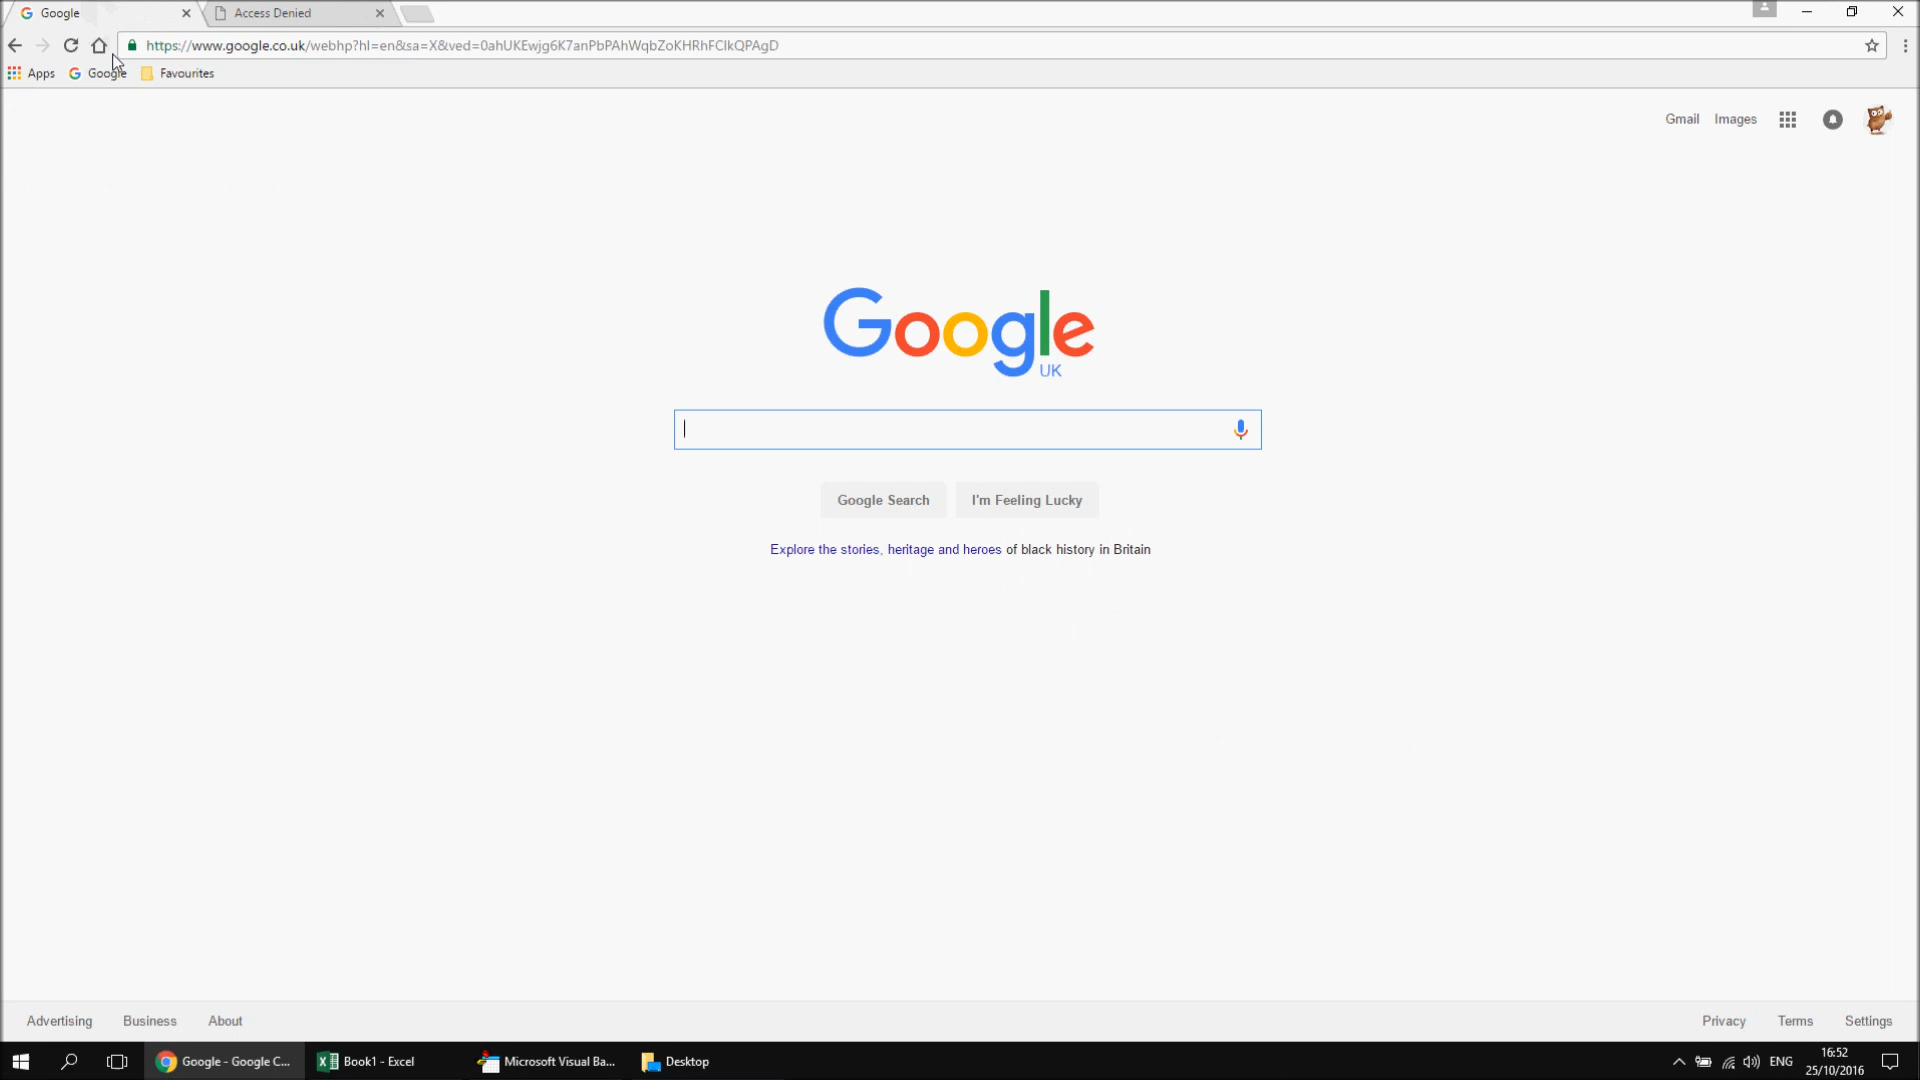 Google
Access Denied
https://www.google.co.uk/webhp?hl=en&sa=X&ved=0ahUKEwjg6K7anPbPAhWqbZoKHRhFClkQPAgD
Apps Google Favourites
Gmail Images
Google
UK
Google Search I'm Feeling Lucky
Explore the stories, heritage and heroes of black history in Britain
Advertising Business About
Privacy Terms Settings
Google - Google C... Book1 - Excel Microsoft Visual Ba... Desktop
ENG
16:52
25/10/2016